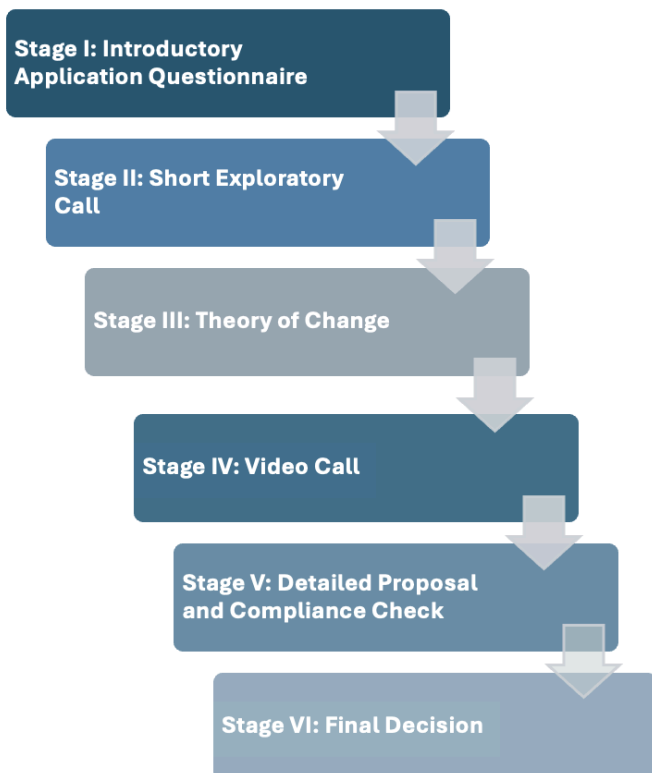 Stage I: Introductory
Application Questionnaire
Stage II: Short Exploratory
Call
Stage III: Theory of Change
Stage IV: Video Call
Stage V: Detailed Proposal
and Compliance Check
Stage VI: Final Decision